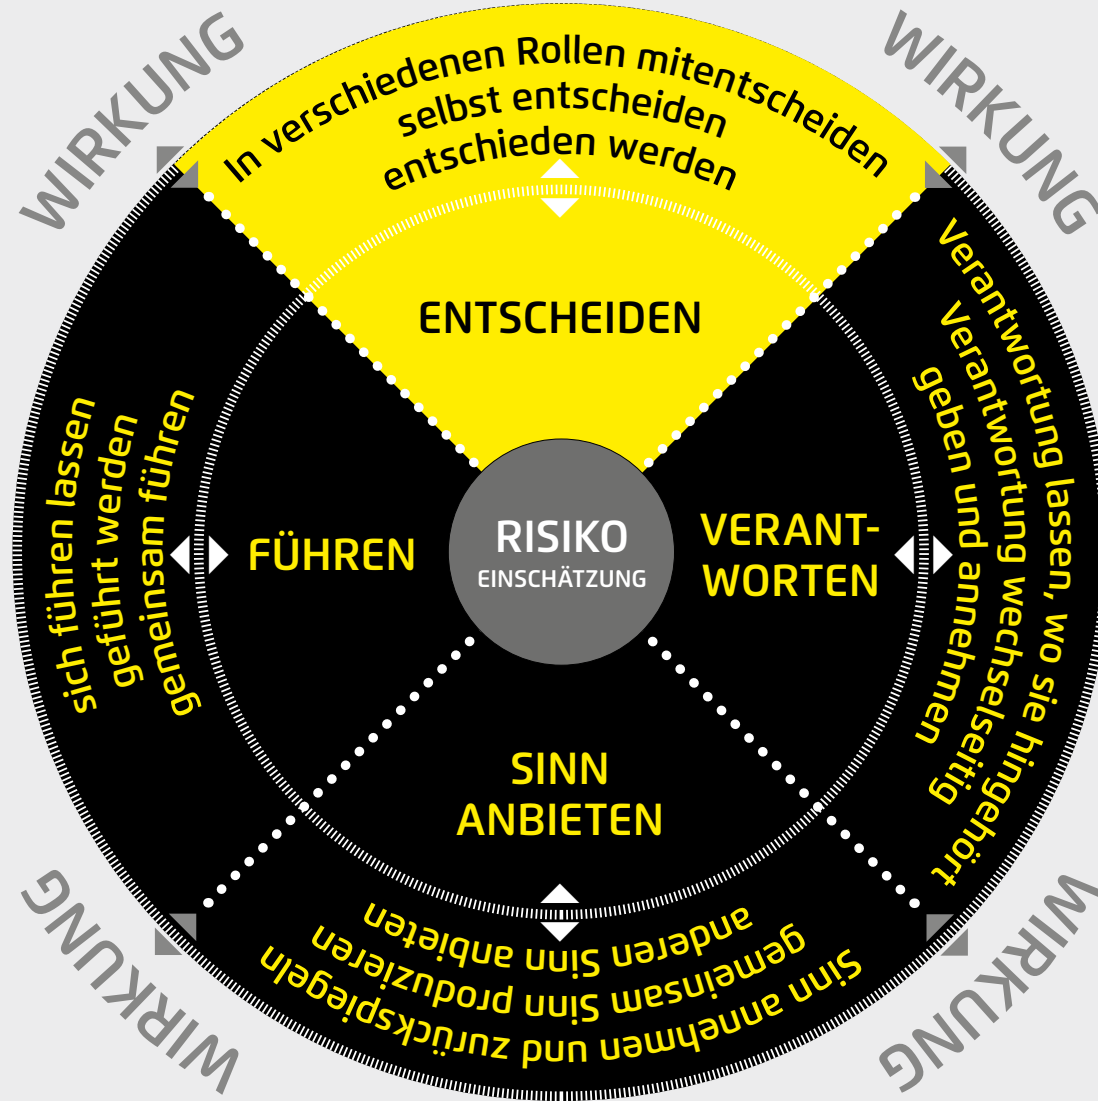 WIRKUNG
WIRKUNG
In verschiedenen Rollen mitentscheiden
selbst entscheiden
entschieden werden
ENTSCHEIDEN
sich führen lassen
geführt werden
gemeinsam führen
FÜHREN
RISIKO
EINSCHÄTZUNG
VERANT-
WORTEN
Verantwortung lassen, wo sie hingehört
Verantwortung wechselseitig
geben und annehmen
SINN
ANBIETEN
anderen Sinn anbieten
gemeinsam Sinn produzieren
Sinn annehmen und zurückspiegeln
WIRKUNG
WIRKUNG